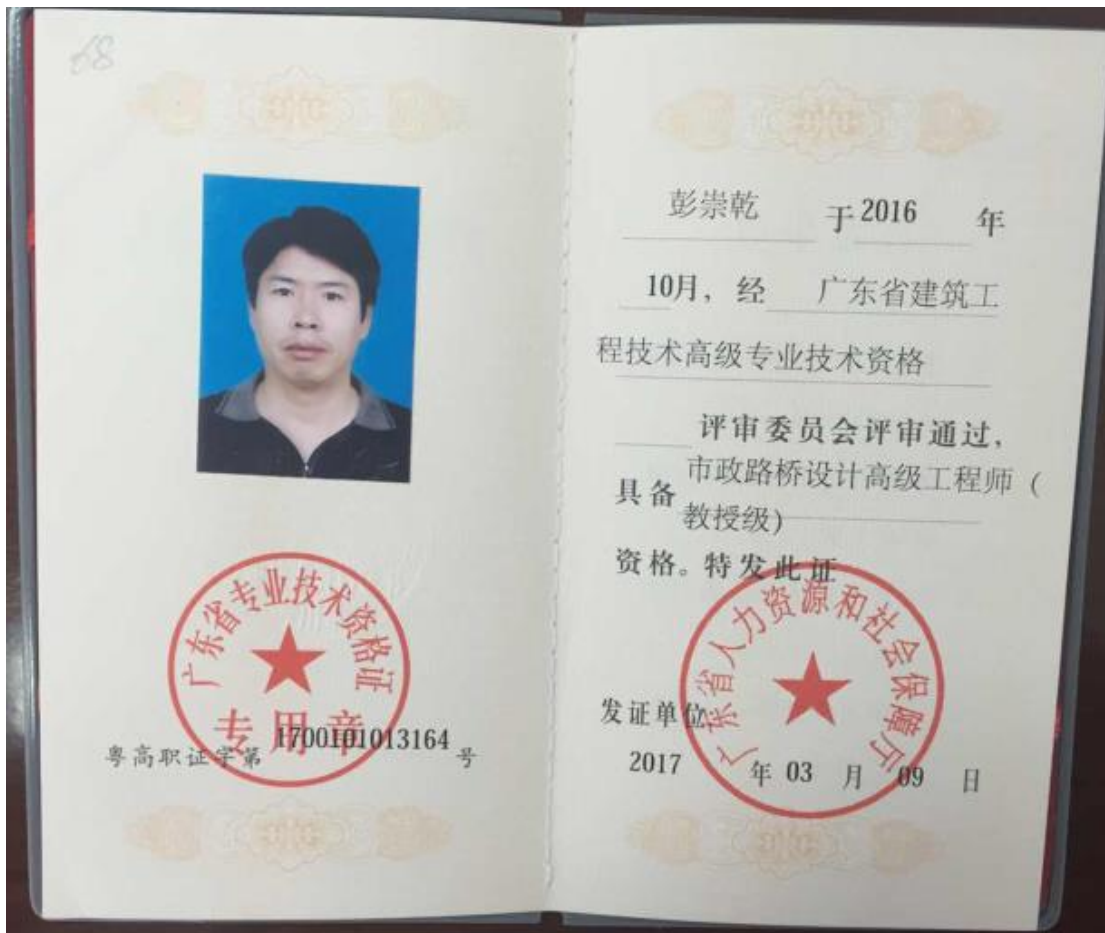 68
广东省专业技术资格证
专用章
粤高职证字第 1700101013164 号
彭崇乾 于 2016 年
10月，经 广东省建筑工
程技术高级专业技术资格
评审委员会评审通过，
具备 市政路桥设计高级工程师（
教授级)
资格。特发此证
广东省人力资源和社会保障厅
发证单位
2017 年 03 月 09 日